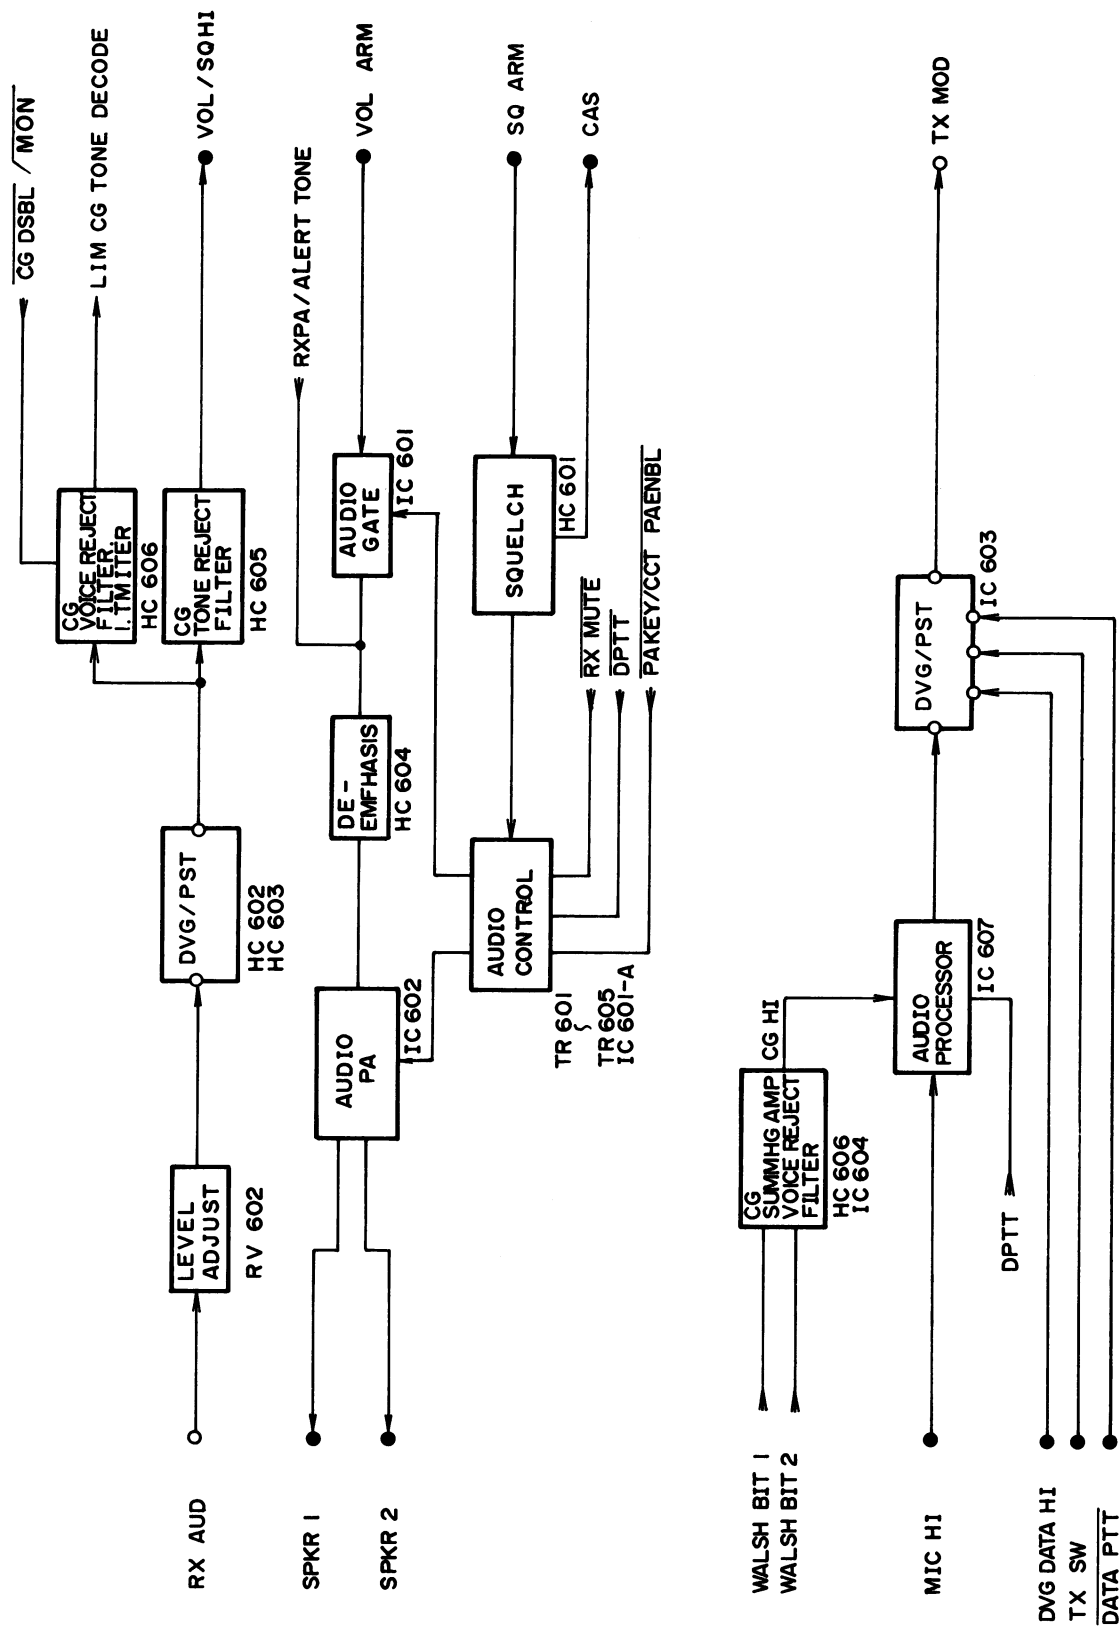 CG DSBL / MON
LIM CG TONE DECODE
VOL/SQHI
CG
VOICE REJECT
FILTER.
I.TMITER
HC 606
CG
TONE REJECT
FILTER
HC 605
DVG/PST
HC 602
HC 603
LEVEL
ADJUST
RV 602
RX AUD
VOL ARM
RXPA/ALERT TONE
AUDIO
GATE
IC 601
DE-
EMFHASIS
HC 604
AUDIO
PA
IC 602
SPKR 1
SPKR 2
SQ ARM
CAS
SQUELCH
HC 601
RX MUTE
DPTT
PAKEY/CCT PAENBL
AUDIO
CONTROL
TR 601
⟆
TR 605
IC 601-A
TX MOD
DVG/PST
IC 603
AUDIO
PROCESSOR
IC 607
CG HI
CG
SUMMHG AMP
VOICE REJECT
FILTER
HC 606
IC 604
DPTT
WALSH BIT 1
WALSH BIT 2
MIC HI
DVG DATA HI
TX SW
DATA PTT